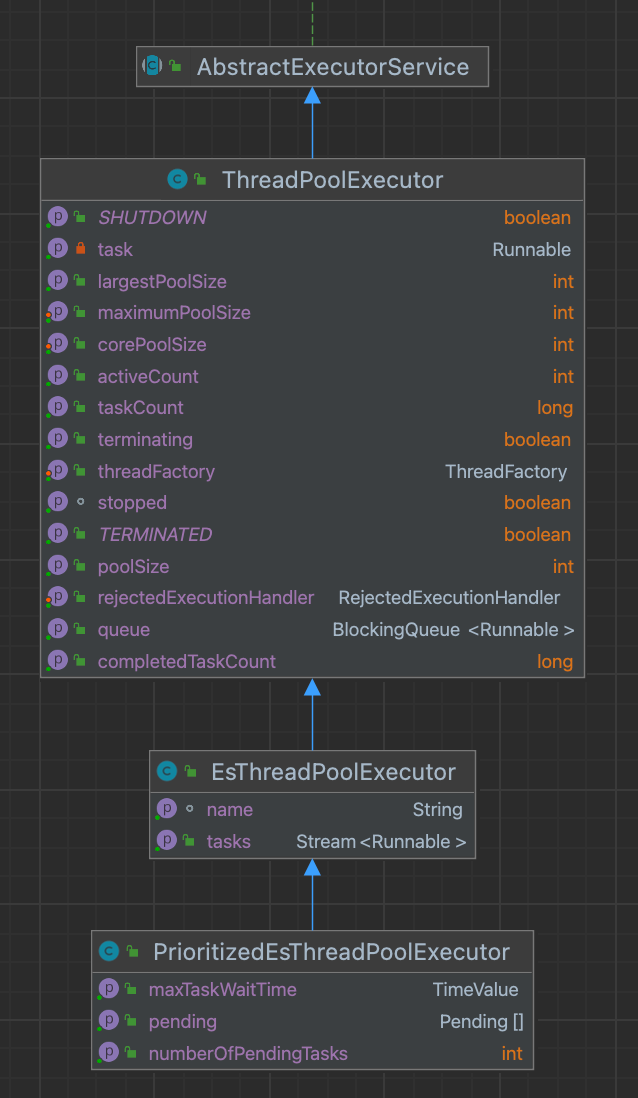 AbstractExecutorService
ThreadPoolExecutor
SHUTDOWN boolean
task Runnable
largestPoolSize int
maximumPoolSize int
corePoolSize int
activeCount int
taskCount long
terminating boolean
threadFactory ThreadFactory
stopped boolean
TERMINATED boolean
poolSize int
rejectedExecutionHandler RejectedExecutionHandler
queue BlockingQueue <Runnable >
completedTaskCount long
EsThreadPoolExecutor
name String
tasks Stream <Runnable >
PrioritizedEsThreadPoolExecutor
maxTaskWaitTime TimeValue
pending Pending []
numberOfPendingTasks int